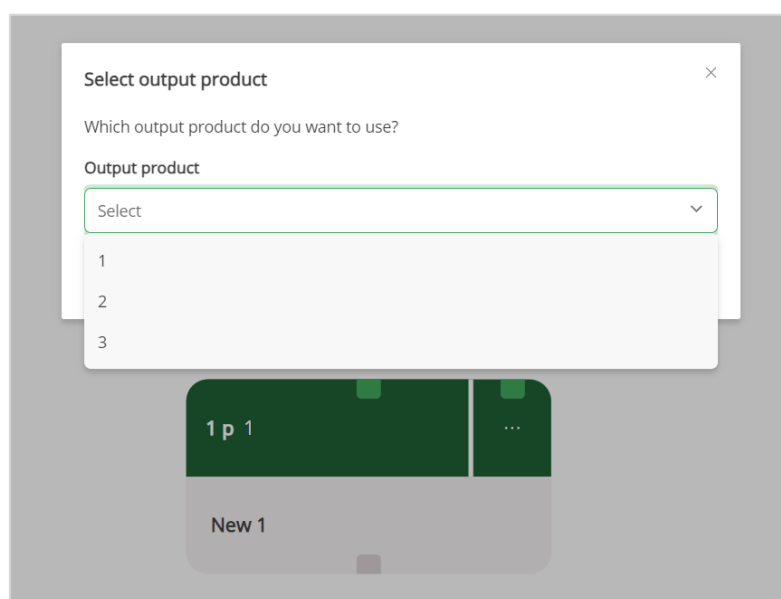 Select output product
Which output product do you want to use?
Output product
Select
1
2
3
1 p 1
...
New 1